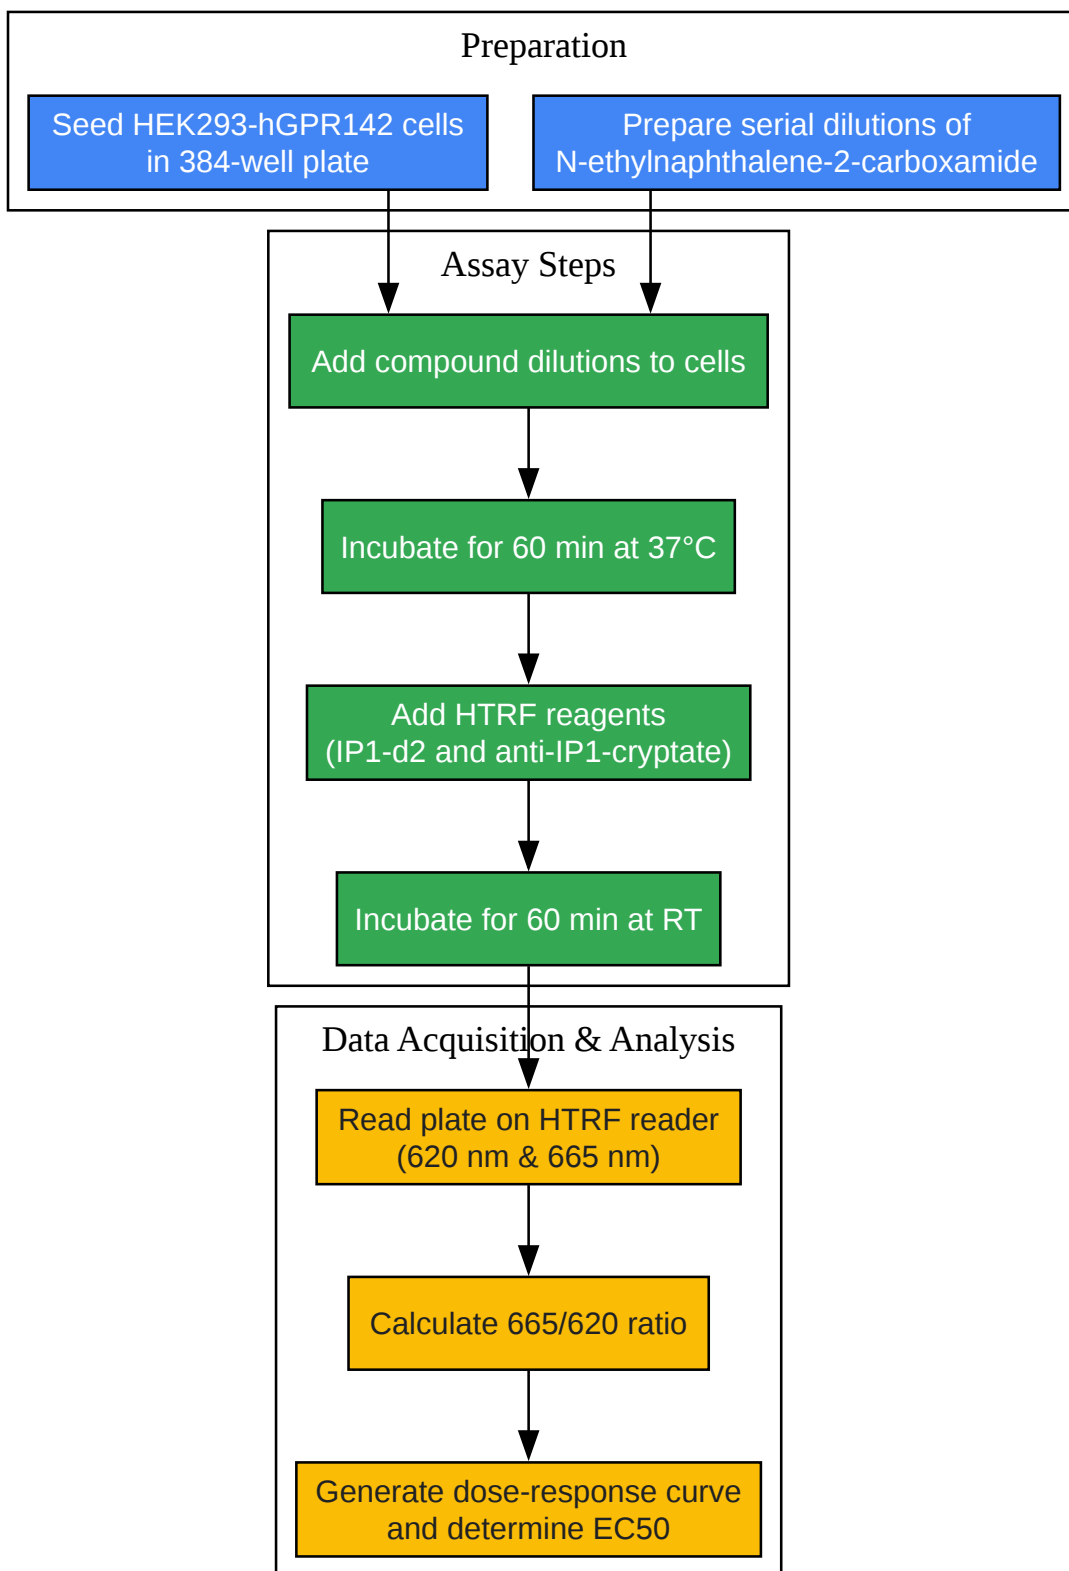 Preparation
Seed HEK293-hGPR142 cells
in 384-well plate
Prepare serial dilutions of
N-ethylnaphthalene-2-carboxamide
Assay Steps
Add compound dilutions to cells
Incubate for 60 min at 37°C
Add HTRF reagents
(IP1-d2 and anti-IP1-cryptate)
Incubate for 60 min at RT
Data Acquisition & Analysis
Read plate on HTRF reader
(620 nm & 665 nm)
Calculate 665/620 ratio
Generate dose-response curve
and determine EC50